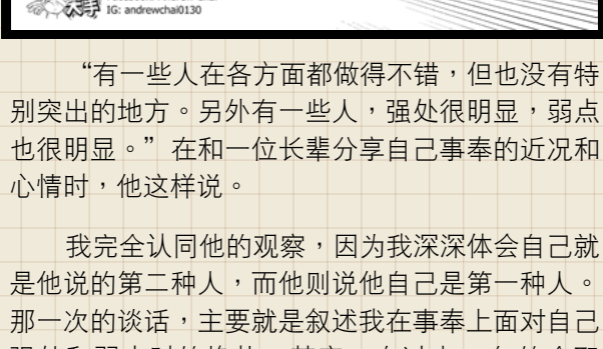 IG: andrewchai0130
“有一些人在各方面都做得不错，但也没有特
别突出的地方。另外有一些人，强处很明显，弱点
也很明显。”在和一位长辈分享自己事奉的近况和
心情时，他这样说。
我完全认同他的观察，因为我深深体会自己就
是他说的第二种人，而他则说他自己是第一种人。
那一次的谈话，主要就是叙述我在事奉上面对自己